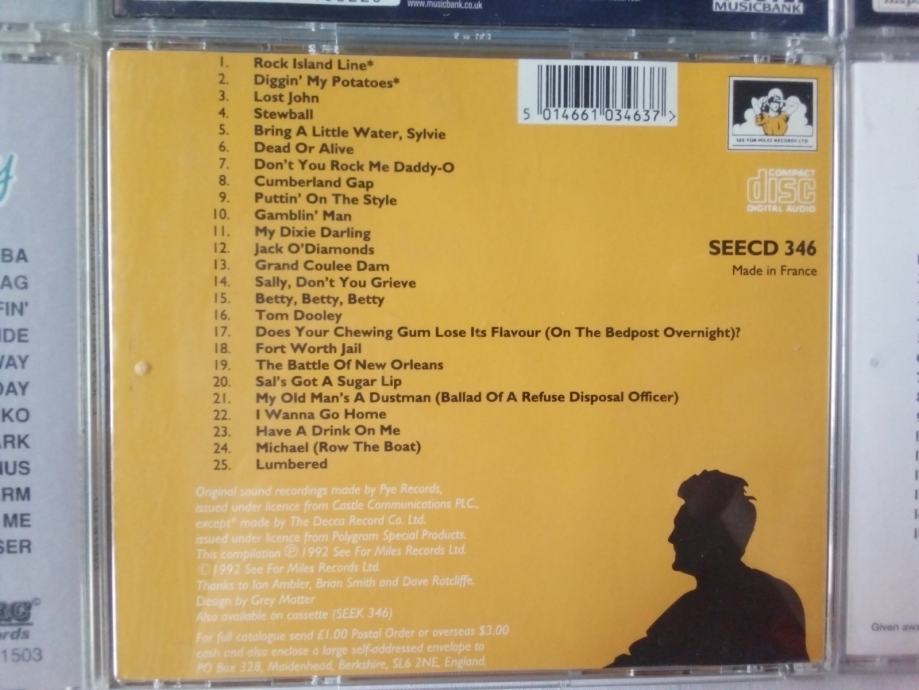 www.musicbank.co.uk
MUSICBANK
1. Rock Island Line*
2. Diggin' My Potatoes*
3. Lost John
4. Stewball
5. Bring A Little Water, Sylvie
6. Dead Or Alive
7. Don't You Rock Me Daddy-O
8. Cumberland Gap
9. Puttin' On The Style
10. Gamblin' Man
11. My Dixie Darling
12. Jack O'Diamonds
13. Grand Coulee Dam
14. Sally, Don't You Grieve
15. Betty, Betty, Betty
16. Tom Dooley
17. Does Your Chewing Gum Lose Its Flavour (On The Bedpost Overnight)?
18. Fort Worth Jail
19. The Battle Of New Orleans
20. Sal's Got A Sugar Lip
21. My Old Man's A Dustman (Ballad Of A Refuse Disposal Officer)
22. I Wanna Go Home
23. Have A Drink On Me
24. Michael (Row The Boat)
25. Lumbered
5 014661 034637 >
SEE FOR MILES RECORDS LTD
COMPACT
disc
DIGITAL AUDIO
SEECD 346
Made in France
Original sound recordings made by Pye Records,
issued under licence from Castle Communications PLC,
except* made by The Decca Record Co. Ltd.
issued under licence from Polygram Special Products.
This compilation ℗ 1992 See For Miles Records Ltd.
© 1992 See For Miles Records Ltd.
Thanks to Ian Ambler, Brian Smith and Dave Ratcliffe.
Design by Grey Matter
Also available on cassette (SEEK 346)
For full catalogue send £1.00 Postal Order or overseas $3.00
cash and also enclose a large self-addressed envelope to
PO Box 328, Maidenhead, Berkshire, SL6 2NE, England.
BA
AG
FIN'
IDE
WAY
DAY
KO
ARK
NUS
ARM
ME
SER
rds
1503
Given awa